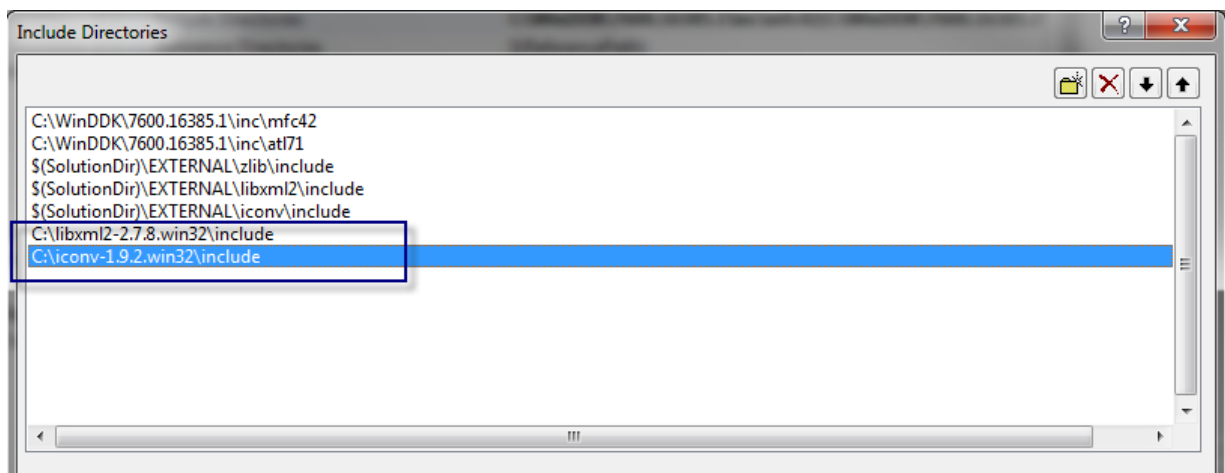 Include Directories
C:\WinDDK\7600.16385.1\inc\mfc42
C:\WinDDK\7600.16385.1\inc\atl71
$(SolutionDir)\EXTERNAL\zlib\include
$(SolutionDir)\EXTERNAL\libxml2\include
$(SolutionDir)\EXTERNAL\iconv\include
C:\libxml2-2.7.8.win32\include
C:\iconv-1.9.2.win32\include